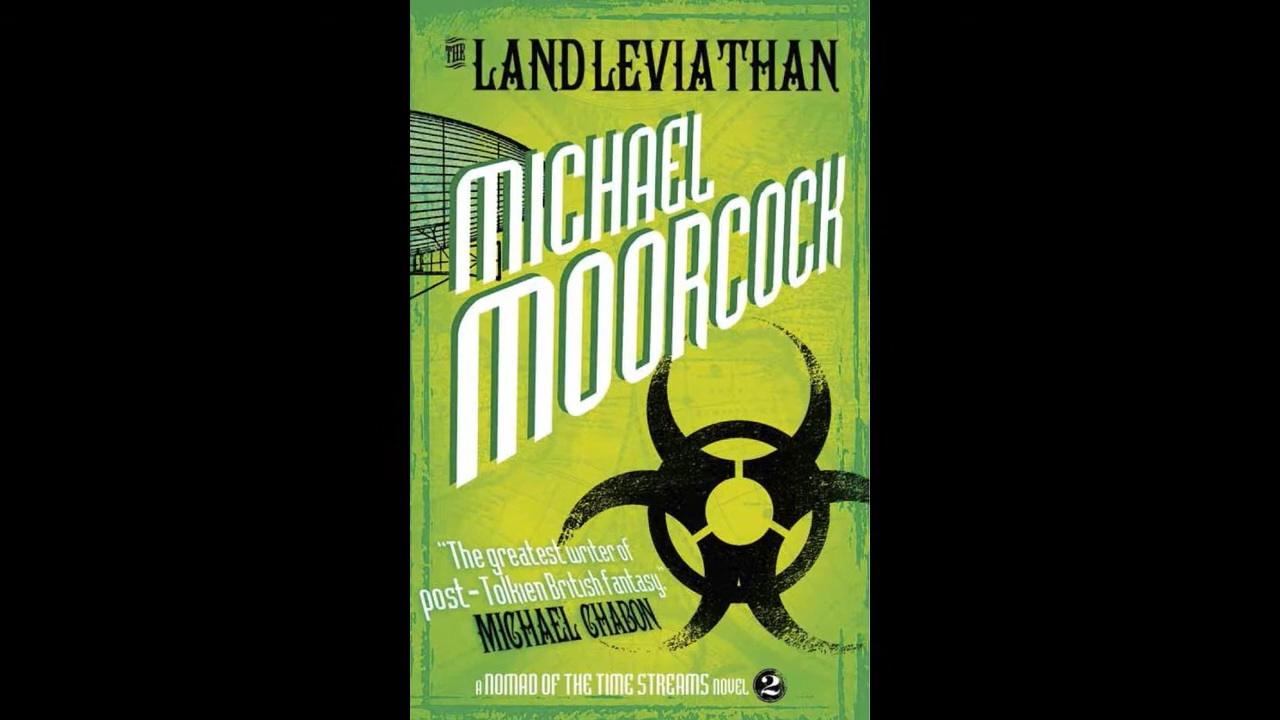 THE LAND LEVIATHAN
MICHAEL
MOORCOCK
“The greatest writer of
post-Tolkien British fantasy.”
MICHAEL CHABON
A NOMAD OF THE TIME STREAMS NOVEL 2